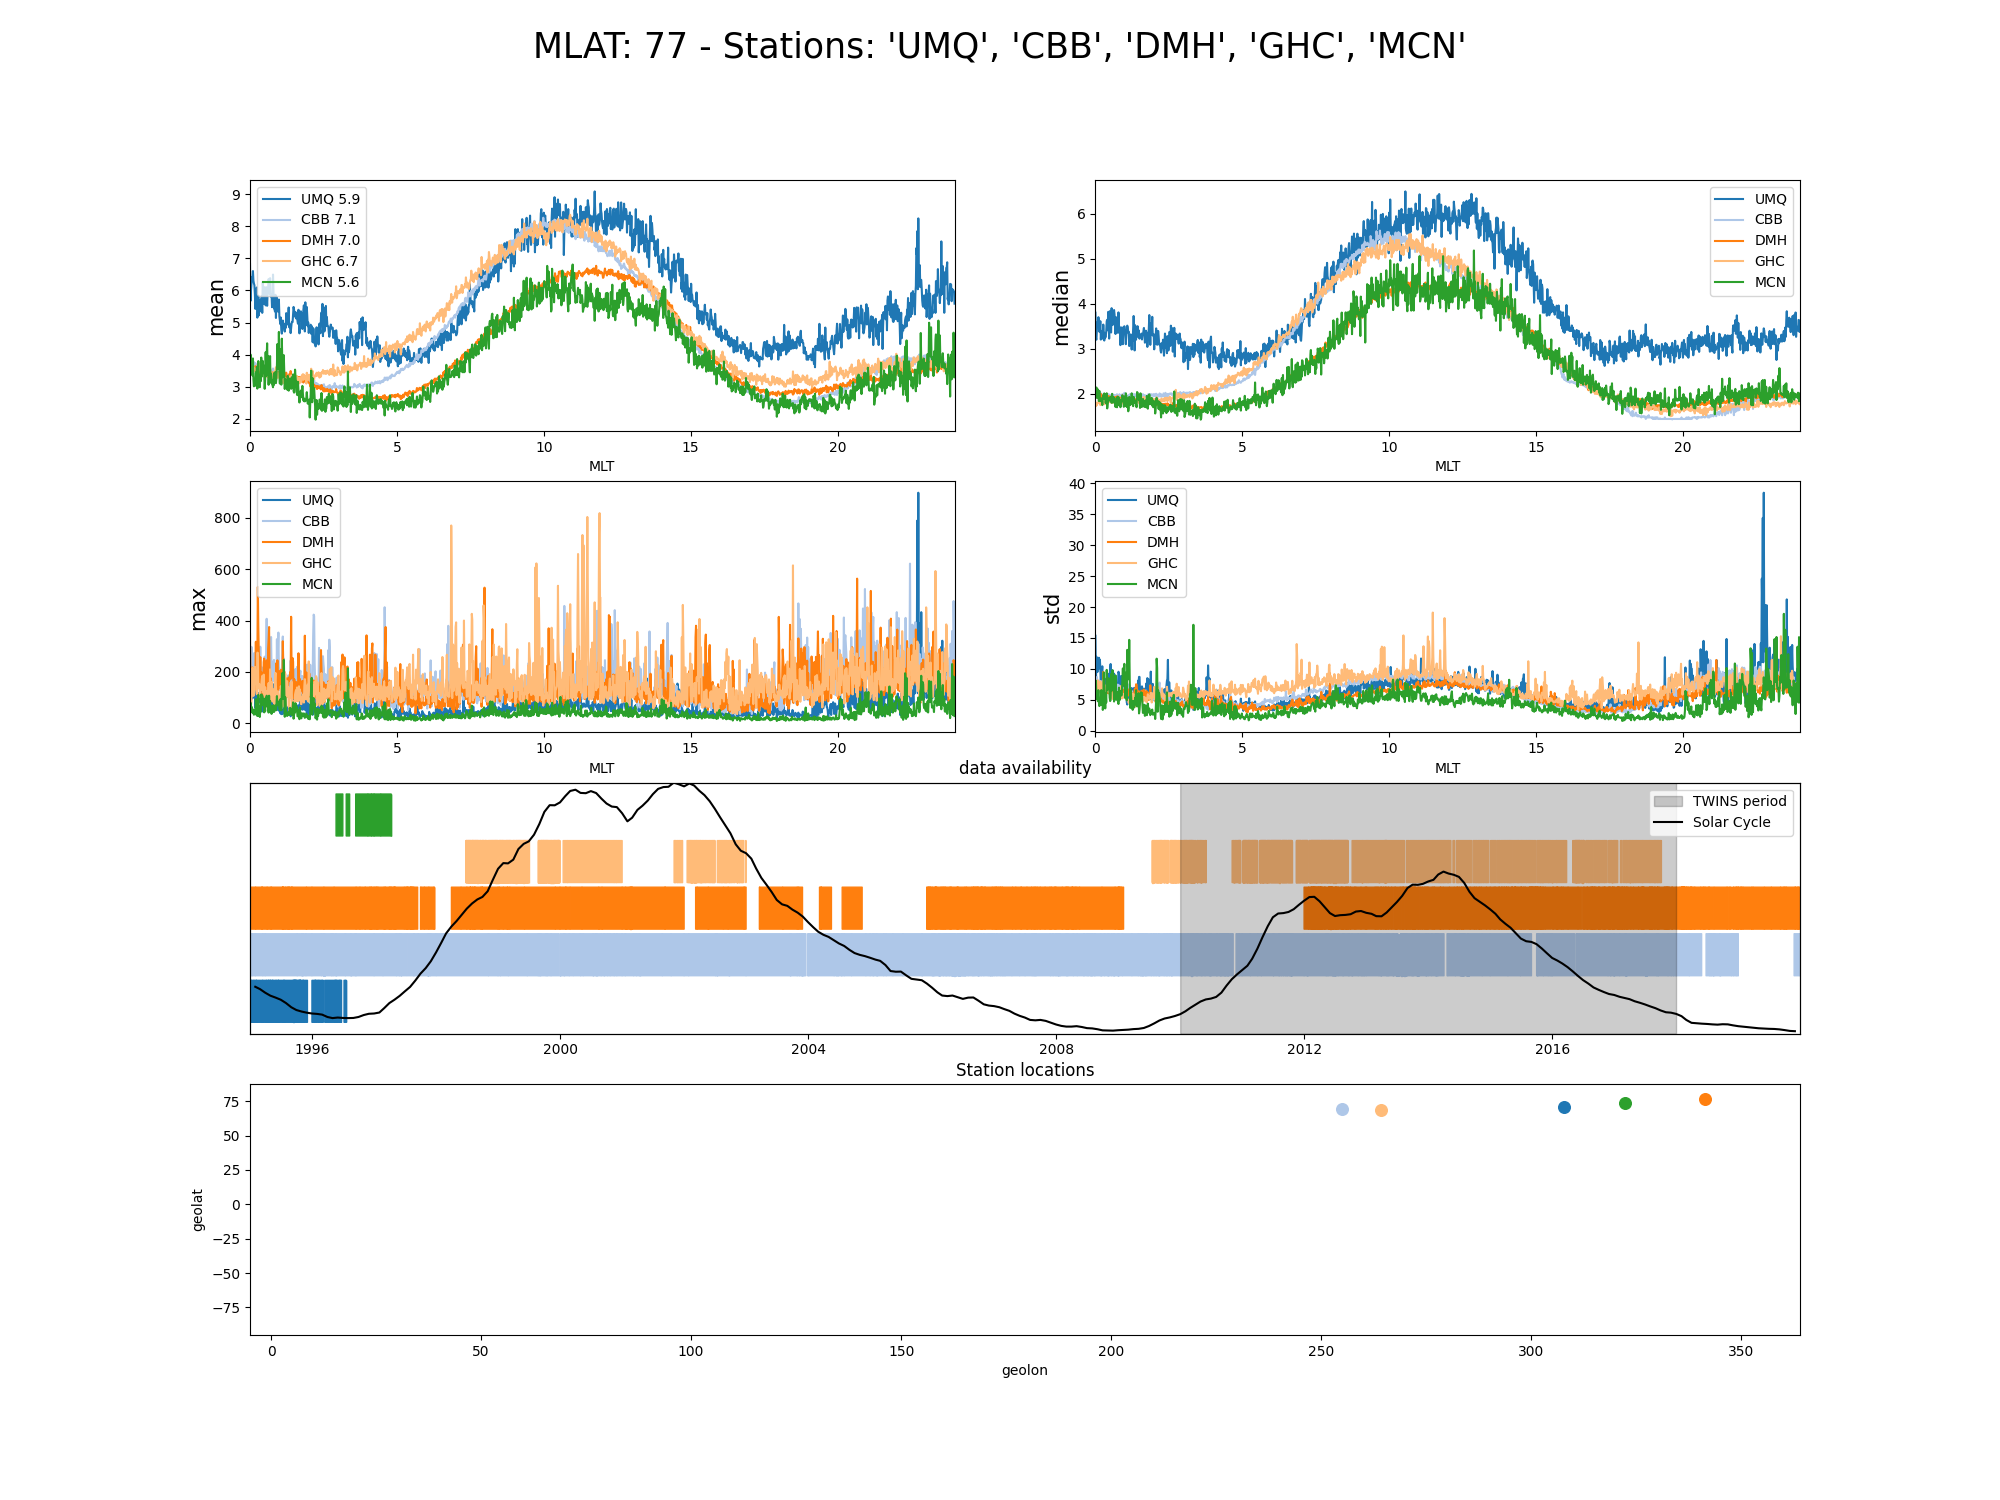 MLAT: 77 - Stations: 'UMQ', 'CBB', 'DMH', 'GHC', 'MCN'
mean
9
8
7
6
5
4
3
2
UMQ 5.9
CBB 7.1
DMH 7.0
GHC 6.7
MCN 5.6
0 5 10 15 20
MLT
median
6
5
4
3
2
UMQ
CBB
DMH
GHC
MCN
0 5 10 15 20
MLT
max
800
600
400
200
0
UMQ
CBB
DMH
GHC
MCN
0 5 10 15 20
MLT
std
40
35
30
25
20
15
10
5
0
UMQ
CBB
DMH
GHC
MCN
0 5 10 15 20
MLT
data availability
TWINS period
Solar Cycle
1996 2000 2004 2008 2012 2016
Station locations
geolat
75
50
25
0
−25
−50
−75
0 50 100 150 200 250 300 350
geolon